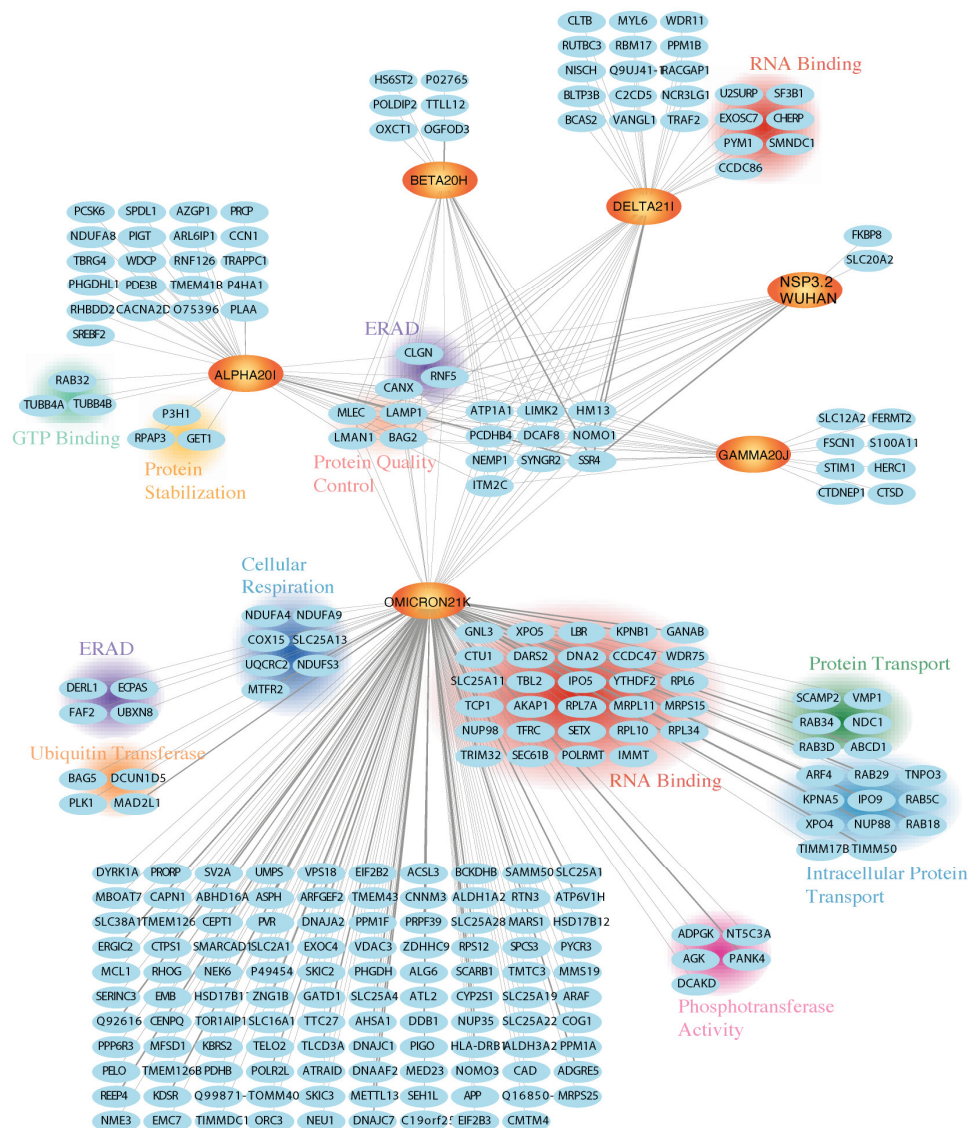 CLTB MYL6 WDR11
RUTBC3 RBM17 PPM1B
RNA Binding
HS6ST2 P02765
NISCH Q9UJ41- RACGAP1
POLDIP2 TTLL12
U2SURP SF3B1
BLTP3B C2CD5 NCR3LG1
OXCT1 OGFOD3
EXOSC7 CHERP
BCAS2 VANGL1 TRAF2
PYM1 SMNDC1
CCDC86
BETA20H
DELTA21I
PCSK6 SPDL1 AZGP1 PRCP
NDUFA8 PIGT ARL6IP1 CCN1
FKBP8
TBRG4 WDCP RNF126 TRAPPC1
SLC20A2
PHGDHL1 PDE3B TMEM41B P4HA1
NSP3.2
WUHAN
RHBDD2 CACNA2D O75396 PLAA
SREBF2
ERAD
CLGN
ALPHA20I
RNF5
RAB32
CANX
TUBB4A TUBB4B
P3H1
MLEC LAMP1
ATP1A1 LIMK2 HM13
SLC12A2 FERMT2
GTP Binding
RPAP3 GET1
LMAN1 BAG2
PCDHB4 DCAF8 NOMO1
FSCN1 S100A11
Protein
Stabilization
Protein Quality
Control
NEMP1 SYNGR2 SSR4
GAMMA20J
STIM1 HERC1
ITM2C
CTDNEP1 CTSD
Cellular
Respiration
OMICRON21K
NDUFA4 NDUFA9
GNL3 XPO5 LBR KPNB1 GANAB
COX15 SLC25A13
ERAD
CTU1 DARS2 DNA2 CCDC47 WDR75
Protein Transport
UQCRC2 NDUFS3
SLC25A11 TBL2 IPO5 YTHDF2 RPL6
DERL1 ECPAS
MTFR2
SCAMP2 VMP1
FAF2 UBXN8
TCP1 AKAP1 RPL7A MRPL11 MRPS15
RAB34 NDC1
NUP98 TFRC SETX RPL10 RPL34
RAB3D ABCD1
Ubiquitin Transferase
TRIM32 SEC61B POLRMT IMMT
BAG5 DCUN1D5
RNA Binding
ARF4 RAB29 TNPO3
PLK1 MAD2L1
KPNA5 IPO9 RAB5C
XPO4 NUP88 RAB18
TIMM17B TIMM50
Intracellular Protein
Transport
DYRK1A PRORP SV2A UMPS VPS18 EIF2B2 ACSL3 BCKDHB SAMM50 SLC25A1
MBOAT7 CAPN1 ABHD16A ASPH ARFGEF2 TMEM43 CNNM3 ALDH1A2 RTN3 ATP6V1H
SLC38A1 TMEM126 CEPT1 PVR DNAJA2 PPM1F PRPF39 SLC25A28 MARS1 HSD17B12
ERGIC2 CTPS1 SMARCAD1 SLC2A1 EXOC4 VDAC3 ZDHHC9 RPS12 SPCS3 PYCR3
MCL1 RHOG NEK6 P49454 SKIC2 PHGDH ALG6 SCARB1 TMTC3 MMS19
SERINC3 EMB HSD17B1 ZNG1B GATD1 SLC25A4 ATL2 CYP2S1 SLC25A19 ARAF
Q92616 CENPQ TOR1AIP1 SLC16A1 TTC27 AHSA1 DDB1 NUP35 SLC25A22 COG1
PPP6R3 MFSD1 KBRS2 TELO2 TLCD3A DNAJC1 PIGO HLA-DRB1 ALDH3A2 PPM1A
PELO TMEM126B PDHB POLR2L ATRAID DNAAF2 MED23 NOMO3 CAD ADGRE5
REEP4 KDSR Q99871- TOMM40 SKIC3 METTL13 SEH1L APP Q16850- MRPS25
NME3 EMC7 TIMMDC1 ORC3 NEU1 DNAJC7 C19orf25 EIF2B3 CMTM4
ADPGK NT5C3A
AGK PANK4
DCAKD
Phosphotransferase
Activity